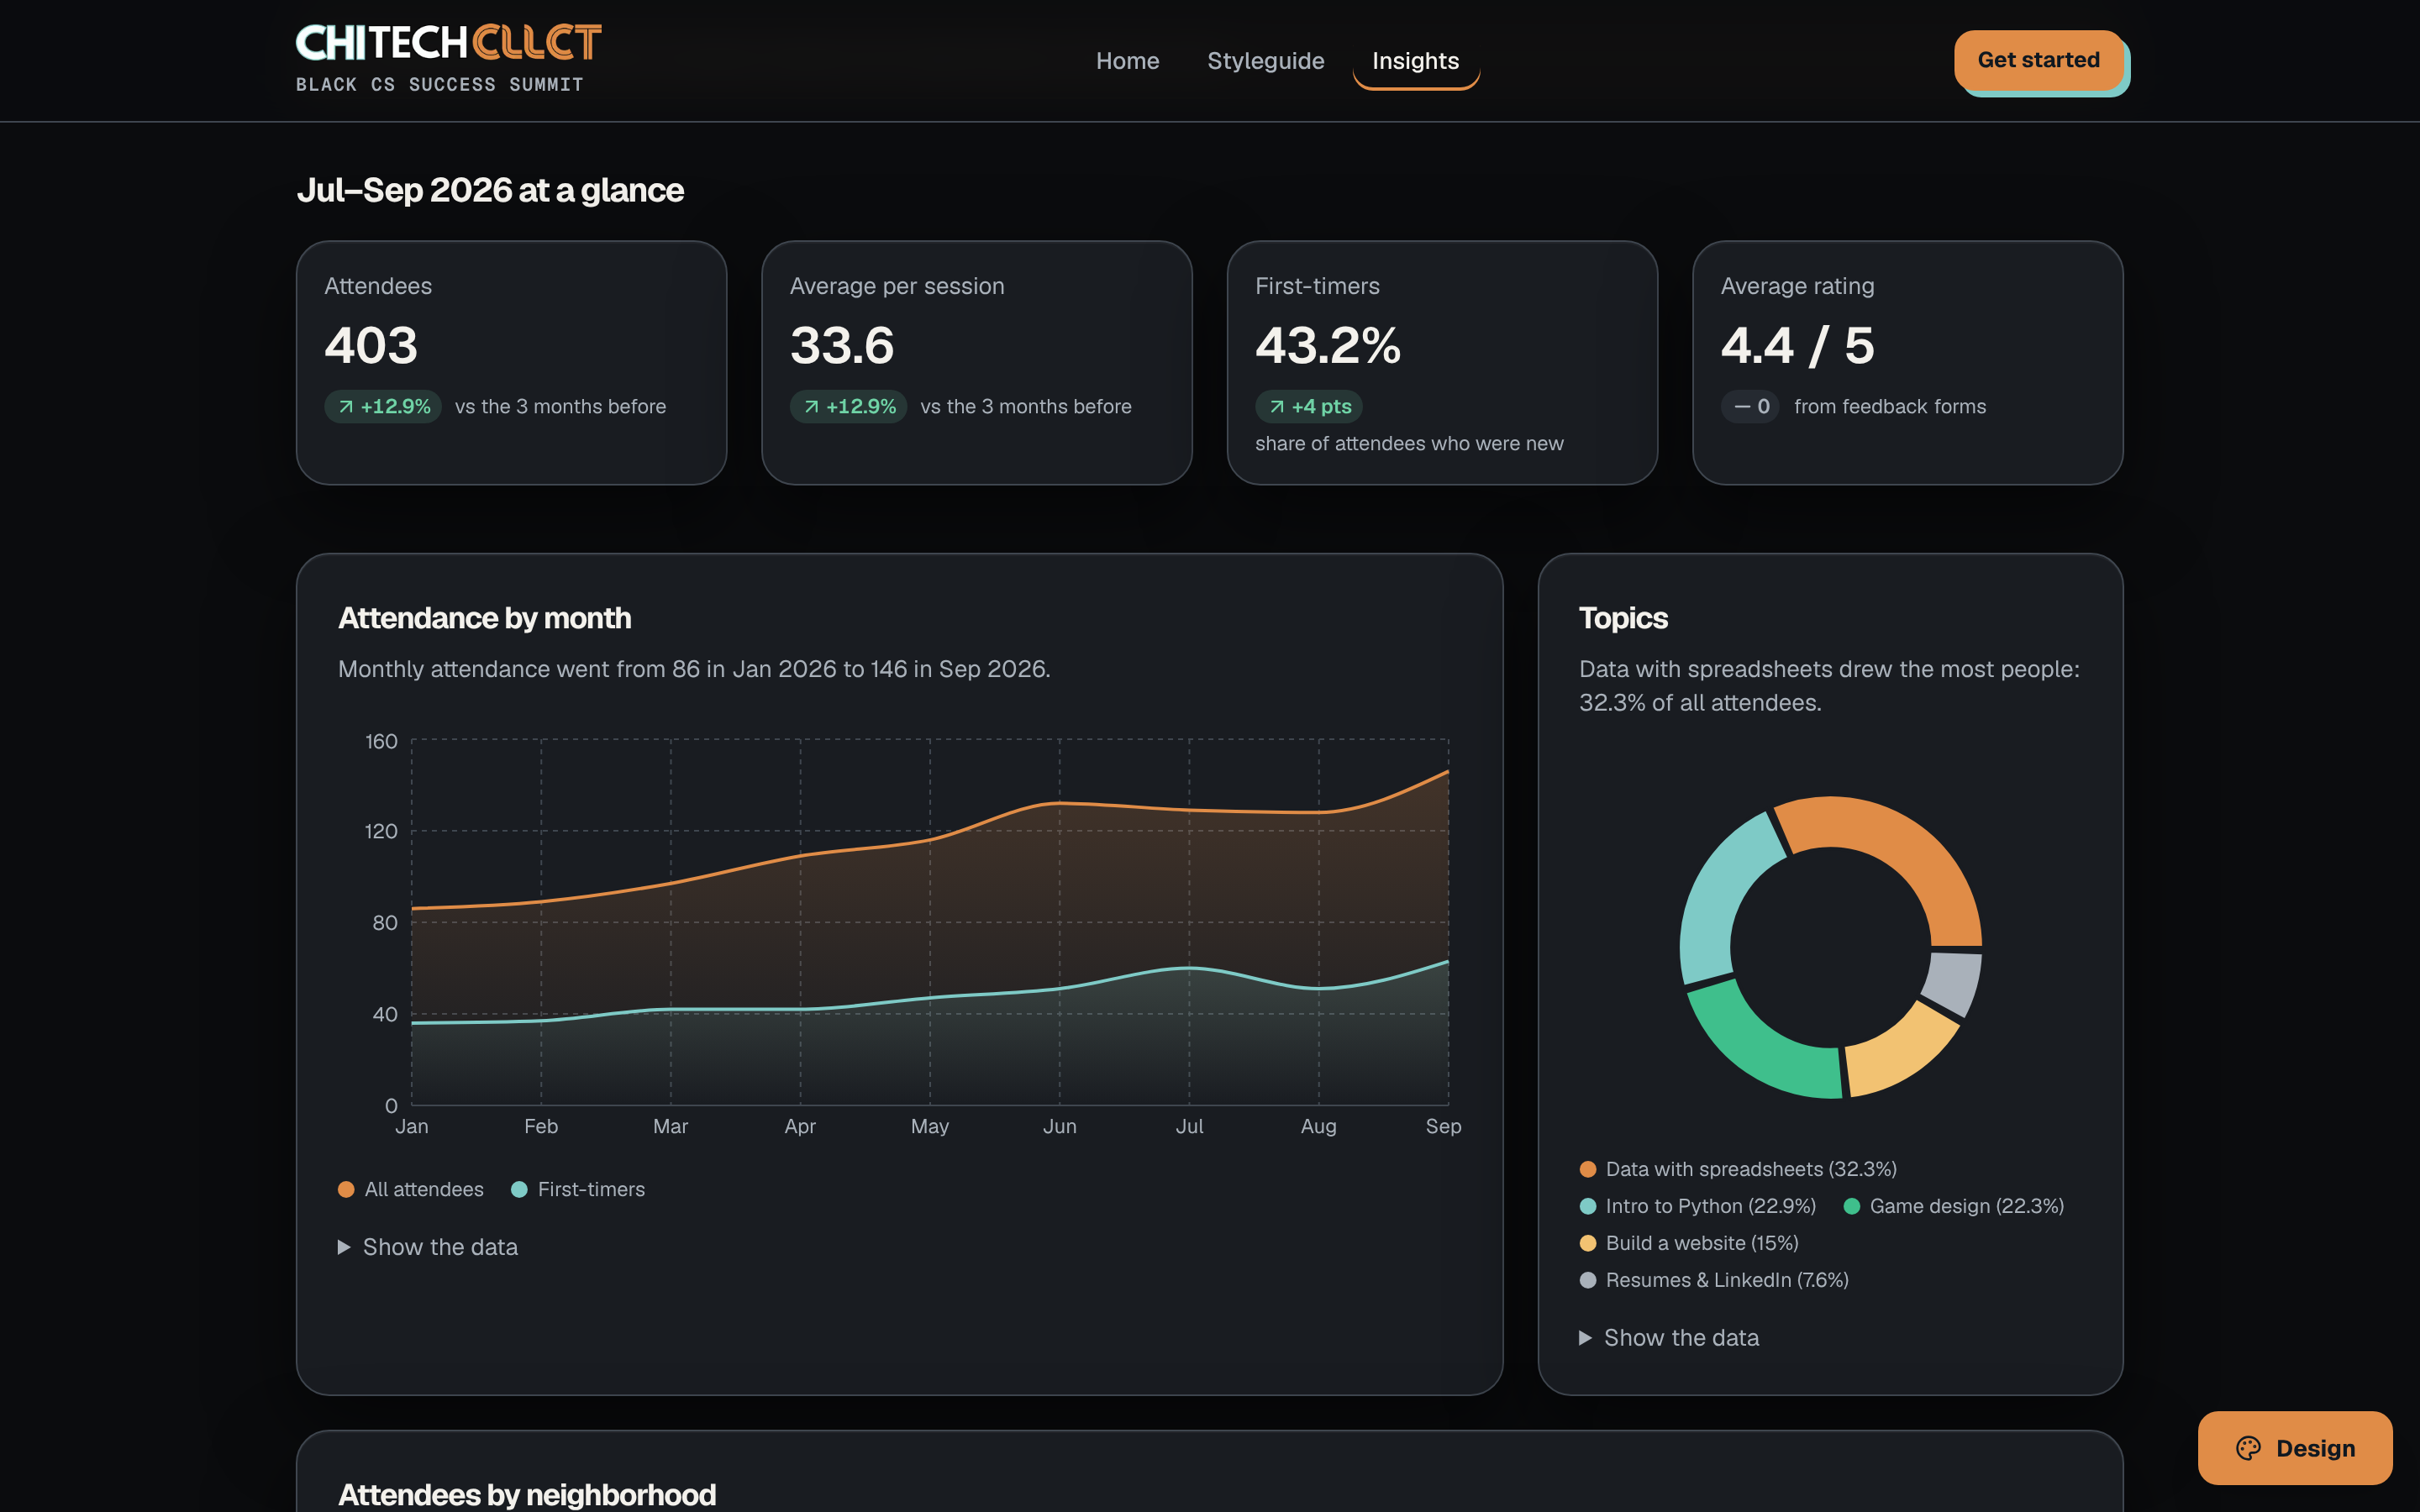 CHITECHCLLCT
BLACK CS SUCCESS SUMMIT
Home
Styleguide
Insights
Get started
Jul–Sep 2026 at a glance
Attendees
403
+12.9% vs the 3 months before
Average per session
33.6
+12.9% vs the 3 months before
First-timers
43.2%
+4 pts
share of attendees who were new
Average rating
4.4 / 5
— 0 from feedback forms
Attendance by month
Monthly attendance went from 86 in Jan 2026 to 146 in Sep 2026.
160
120
80
40
0
Jan Feb Mar Apr May Jun Jul Aug Sep
All attendees First-timers
Show the data
Topics
Data with spreadsheets drew the most people:
32.3% of all attendees.
Data with spreadsheets (32.3%)
Intro to Python (22.9%) Game design (22.3%)
Build a website (15%)
Resumes & LinkedIn (7.6%)
Show the data
Attendees by neighborhood
Design